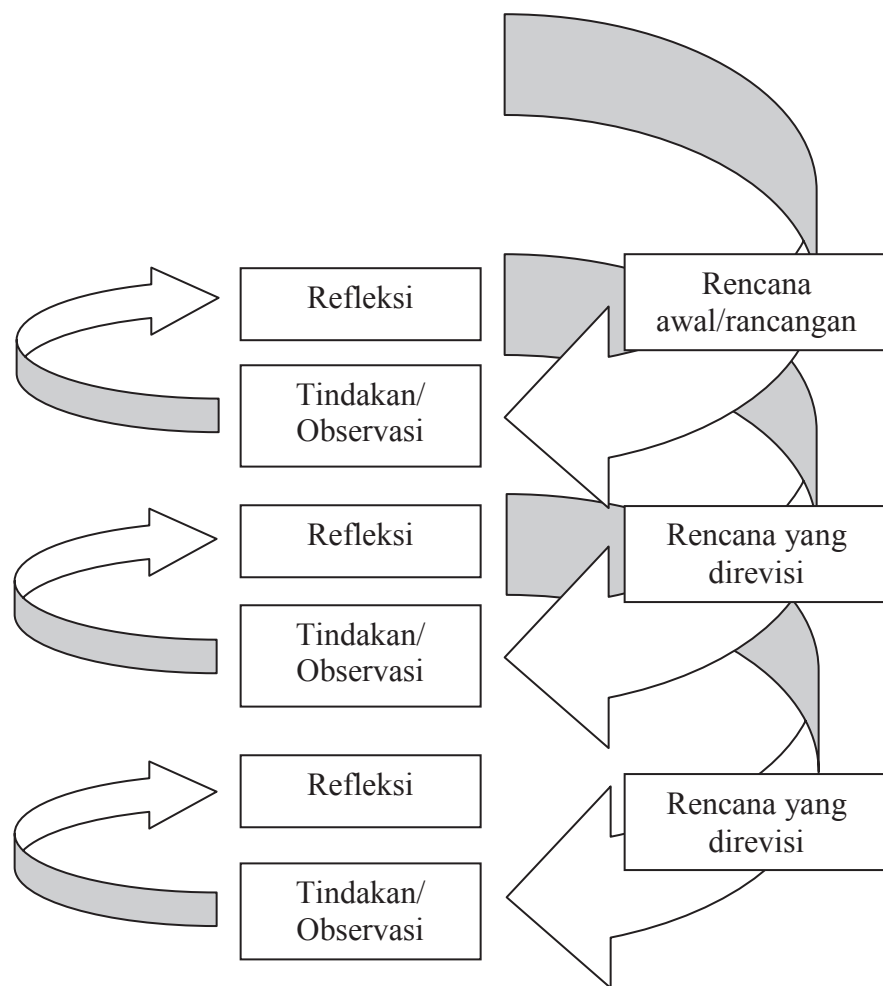 Refleksi
Rencana
awal/rancangan
Tindakan/
Observasi
Refleksi
Rencana yang
direvisi
Tindakan/
Observasi
Refleksi
Rencana yang
direvisi
Tindakan/
Observasi